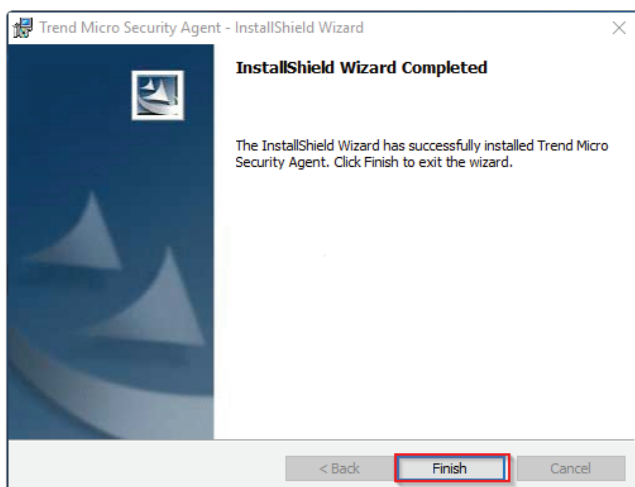 Trend Micro Security Agent - InstallShield Wizard
InstallShield Wizard Completed
The InstallShield Wizard has successfully installed Trend Micro
Security Agent. Click Finish to exit the wizard.
< Back Finish Cancel